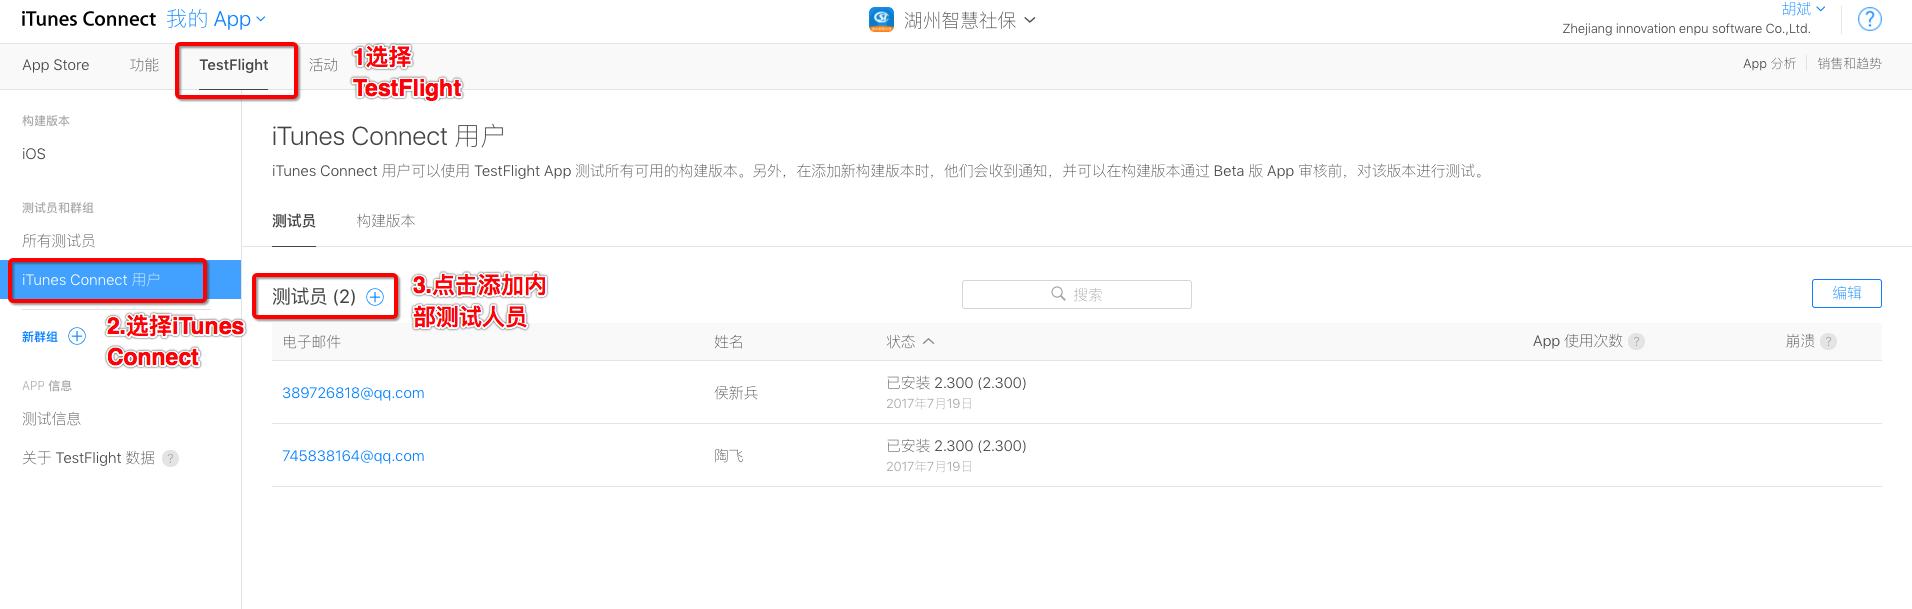 iTunes Connect 我的 App
湖州智慧社保
胡斌
Zhejiang innovation enpu software Co.,Ltd.
?
App Store 功能 TestFlight 活动
1选择
TestFlight
App 分析 销售和趋势
构建版本
iOS
测试员和群组
所有测试员
iTunes Connect 用户
2.选择iTunes
Connect
新群组
APP 信息
测试信息
关于 TestFlight 数据 ?
iTunes Connect 用户
iTunes Connect 用户可以使用 TestFlight App 测试所有可用的构建版本。另外，在添加新构建版本时，他们会收到通知，并可以在构建版本通过 Beta 版 App 审核前，对该版本进行测试。
测试员 构建版本
测试员 (2)
3.点击添加内
部测试人员
搜索
编辑
电子邮件 姓名 状态 App 使用次数 ? 崩溃 ?
389726818@qq.com 侯新兵 已安装 2.300 (2.300)
2017年7月19日
745838164@qq.com 陶飞 已安装 2.300 (2.300)
2017年7月19日